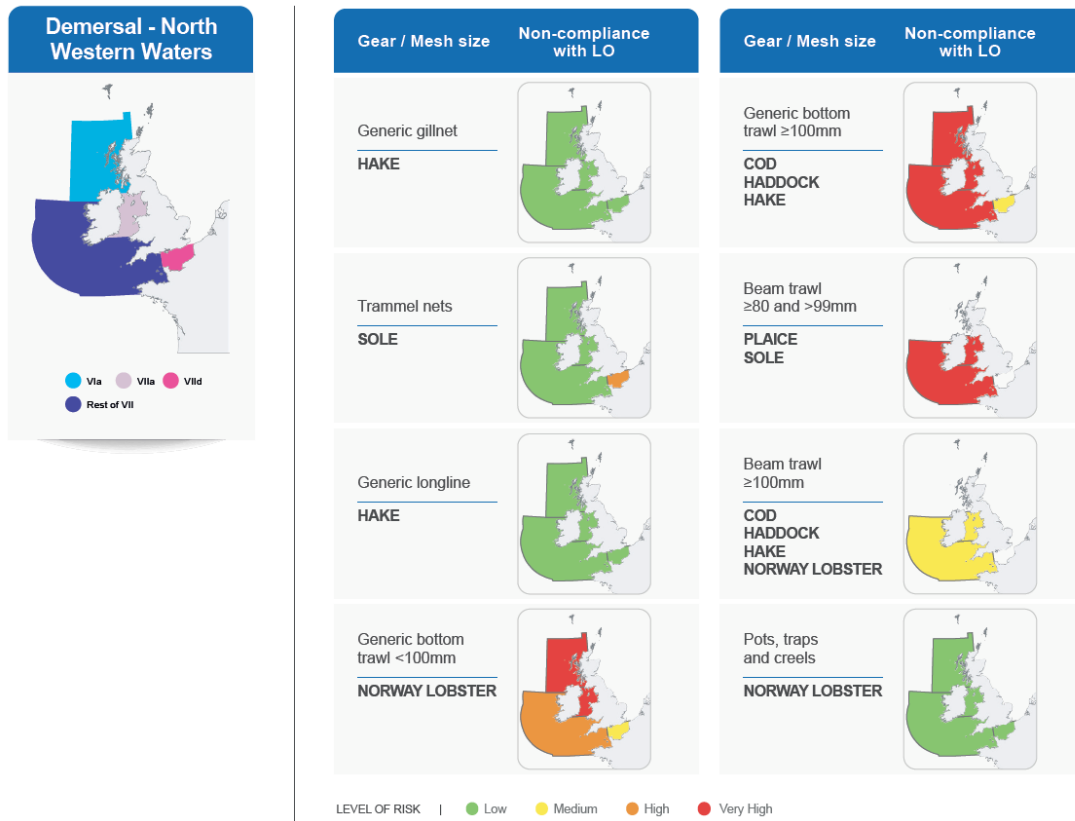 Demersal - North
Western Waters
VIa
VIIa
VIId
Rest of VII
Gear / Mesh size
Non-compliance
with LO
Generic gillnet
HAKE
Trammel nets
SOLE
Generic longline
HAKE
Generic bottom
trawl <100mm
NORWAY LOBSTER
Gear / Mesh size
Non-compliance
with LO
Generic bottom
trawl ≥100mm
COD
HADDOCK
HAKE
Beam trawl
≥80 and >99mm
PLAICE
SOLE
Beam trawl
≥100mm
COD
HADDOCK
HAKE
NORWAY LOBSTER
Pots, traps
and creels
NORWAY LOBSTER
LEVEL OF RISK | Low Medium High Very High